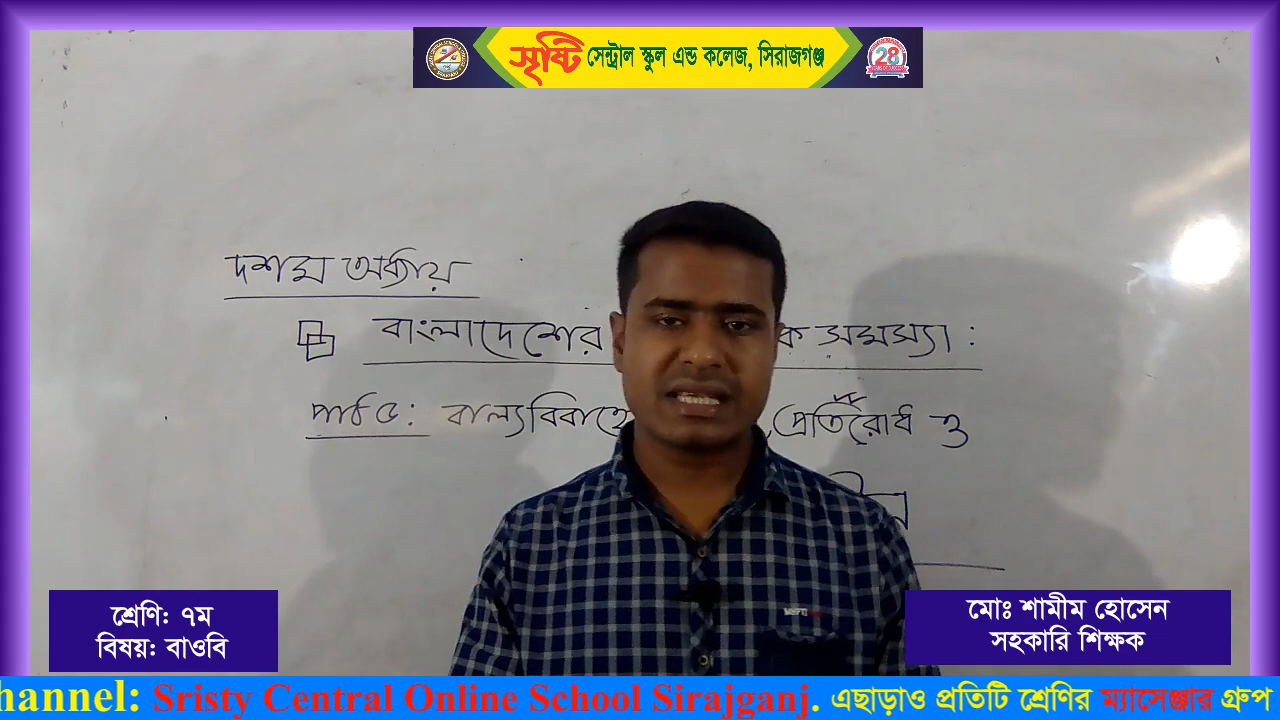 সৃষ্টি সেন্ট্রাল স্কুল এন্ড কলেজ, সিরাজগঞ্জ
28
দশম অধ্যায়
বাংলাদেশের ক সমস্যা :
পাঠ ৫: বাল্যবিবাহে প্রতিরোধ ও
শ্রেণি: ৭ম
বিষয়: বাওবি
মোঃ শামীম হোসেন
সহকারি শিক্ষক
hannel: Sristy Central Online School Sirajganj. এছাড়াও প্রতিটি শ্রেণির ম্যাসেঞ্জার গ্রুপ